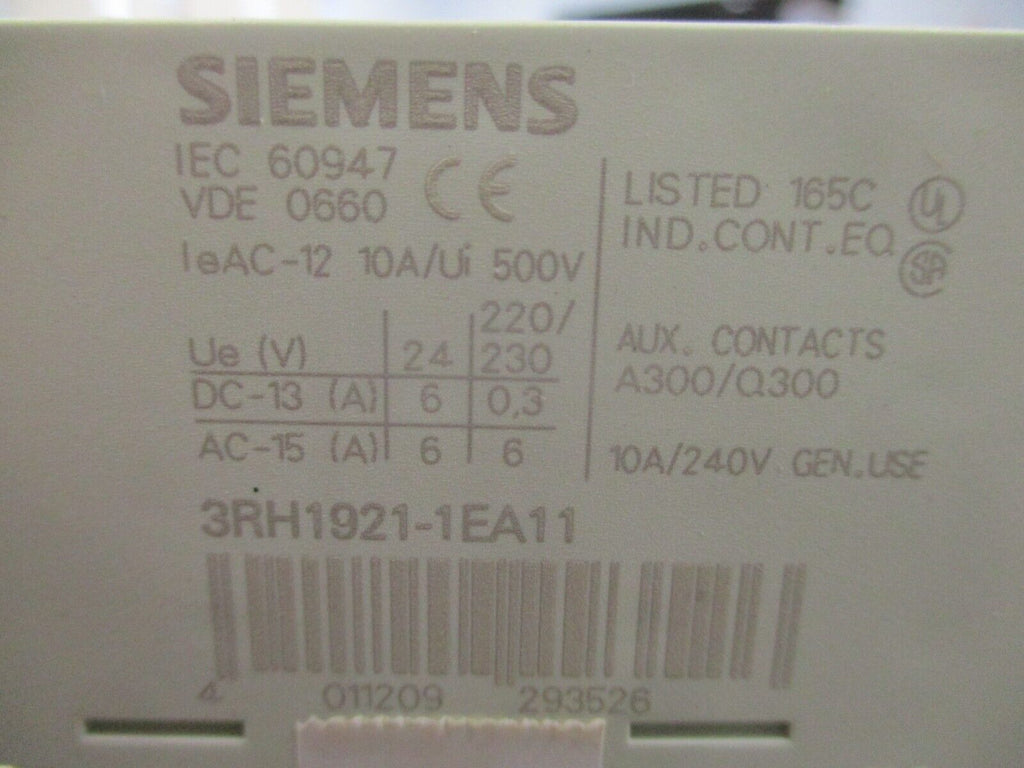 SIEMENS
IEC 60947
VDE 0660 CE
IeAC-12 10A/Ui 500V
Ue (V) 24 220/230
DC-13 (A) 6 0,3
AC-15 (A) 6 6
LISTED 165C UL
IND.CONT.EQ SA
AUX. CONTACTS
A300/Q300
10A/240V GEN.USE
3RH1921-1EA11
4 011209 293526